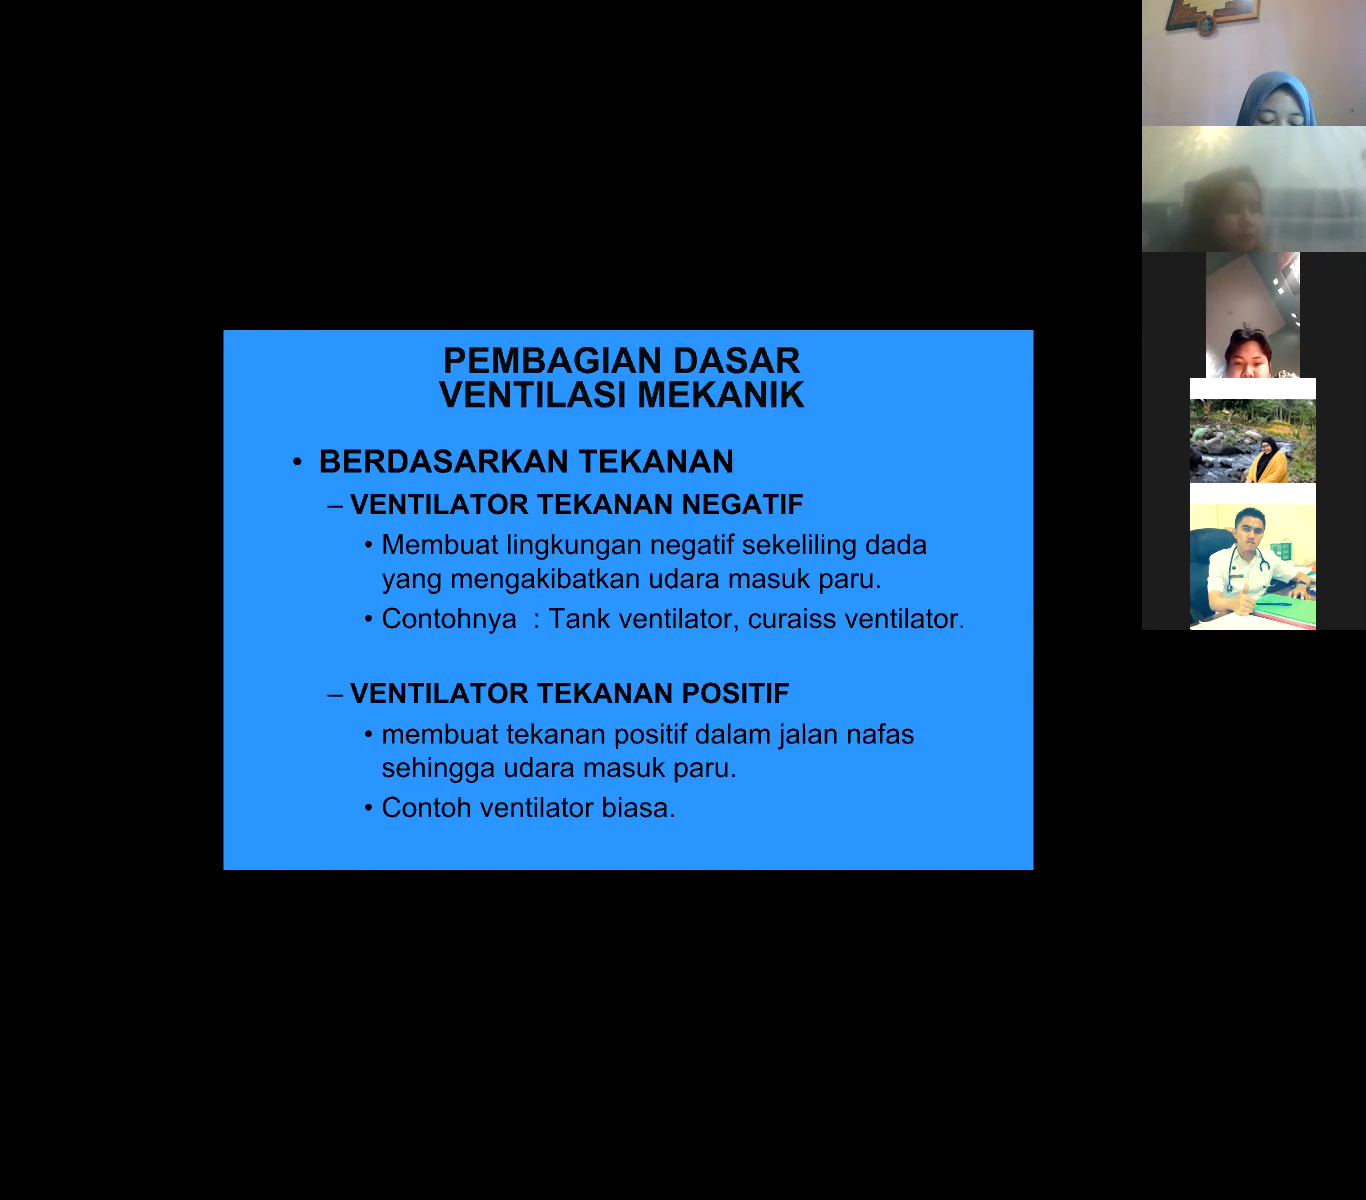 PEMBAGIAN DASAR
VENTILASI MEKANIK
• BERDASARKAN TEKANAN
– VENTILATOR TEKANAN NEGATIF
• Membuat lingkungan negatif sekeliling dada
yang mengakibatkan udara masuk paru.
• Contohnya : Tank ventilator, curaiss ventilator.
– VENTILATOR TEKANAN POSITIF
• membuat tekanan positif dalam jalan nafas
sehingga udara masuk paru.
• Contoh ventilator biasa.